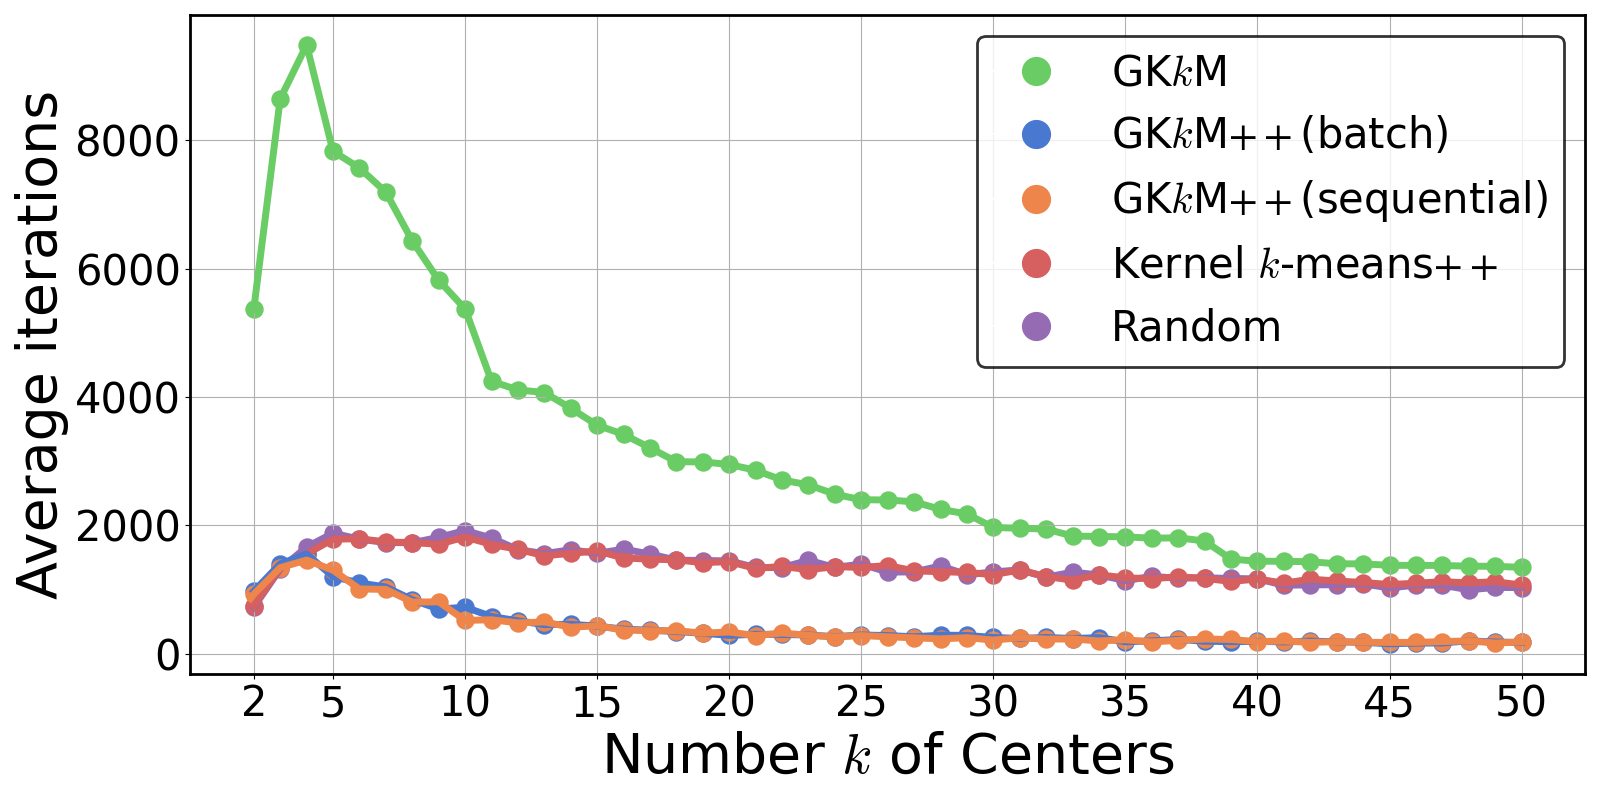 Average iterations
8000
6000
4000
2000
0
2 5 10 15 20 25 30 35 40 45 50
Number k of Centers
GKkM
GKkM++(batch)
GKkM++(sequential)
Kernel k-means++
Random